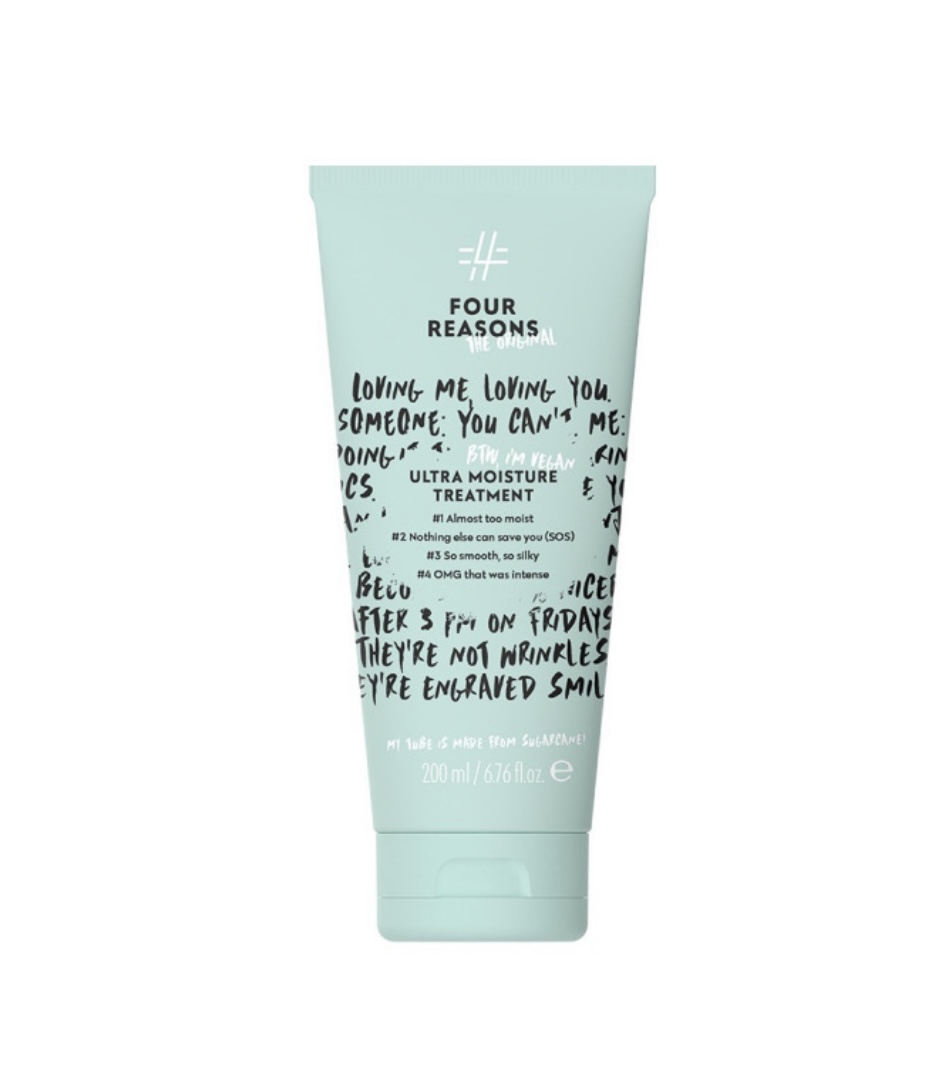 FOUR
REASONS
THE ORIGINAL
LOVING ME, LOVING YOU.
SOMEONE: YOU CAN'T ME:
BTW, I'M VEGAN
ULTRA MOISTURE
TREATMENT
#1 Almost too moist
#2 Nothing else can save you (SOS)
#3 So smooth, so silky
#4 OMG that was intense
AFTER 3 PM ON FRIDAYS
THEY'RE NOT WRINKLES
EY'RE ENGRAVED SMIL
MY TUBE IS MADE FROM SUGARCANE!
200 ml / 6.76 fl.oz. e